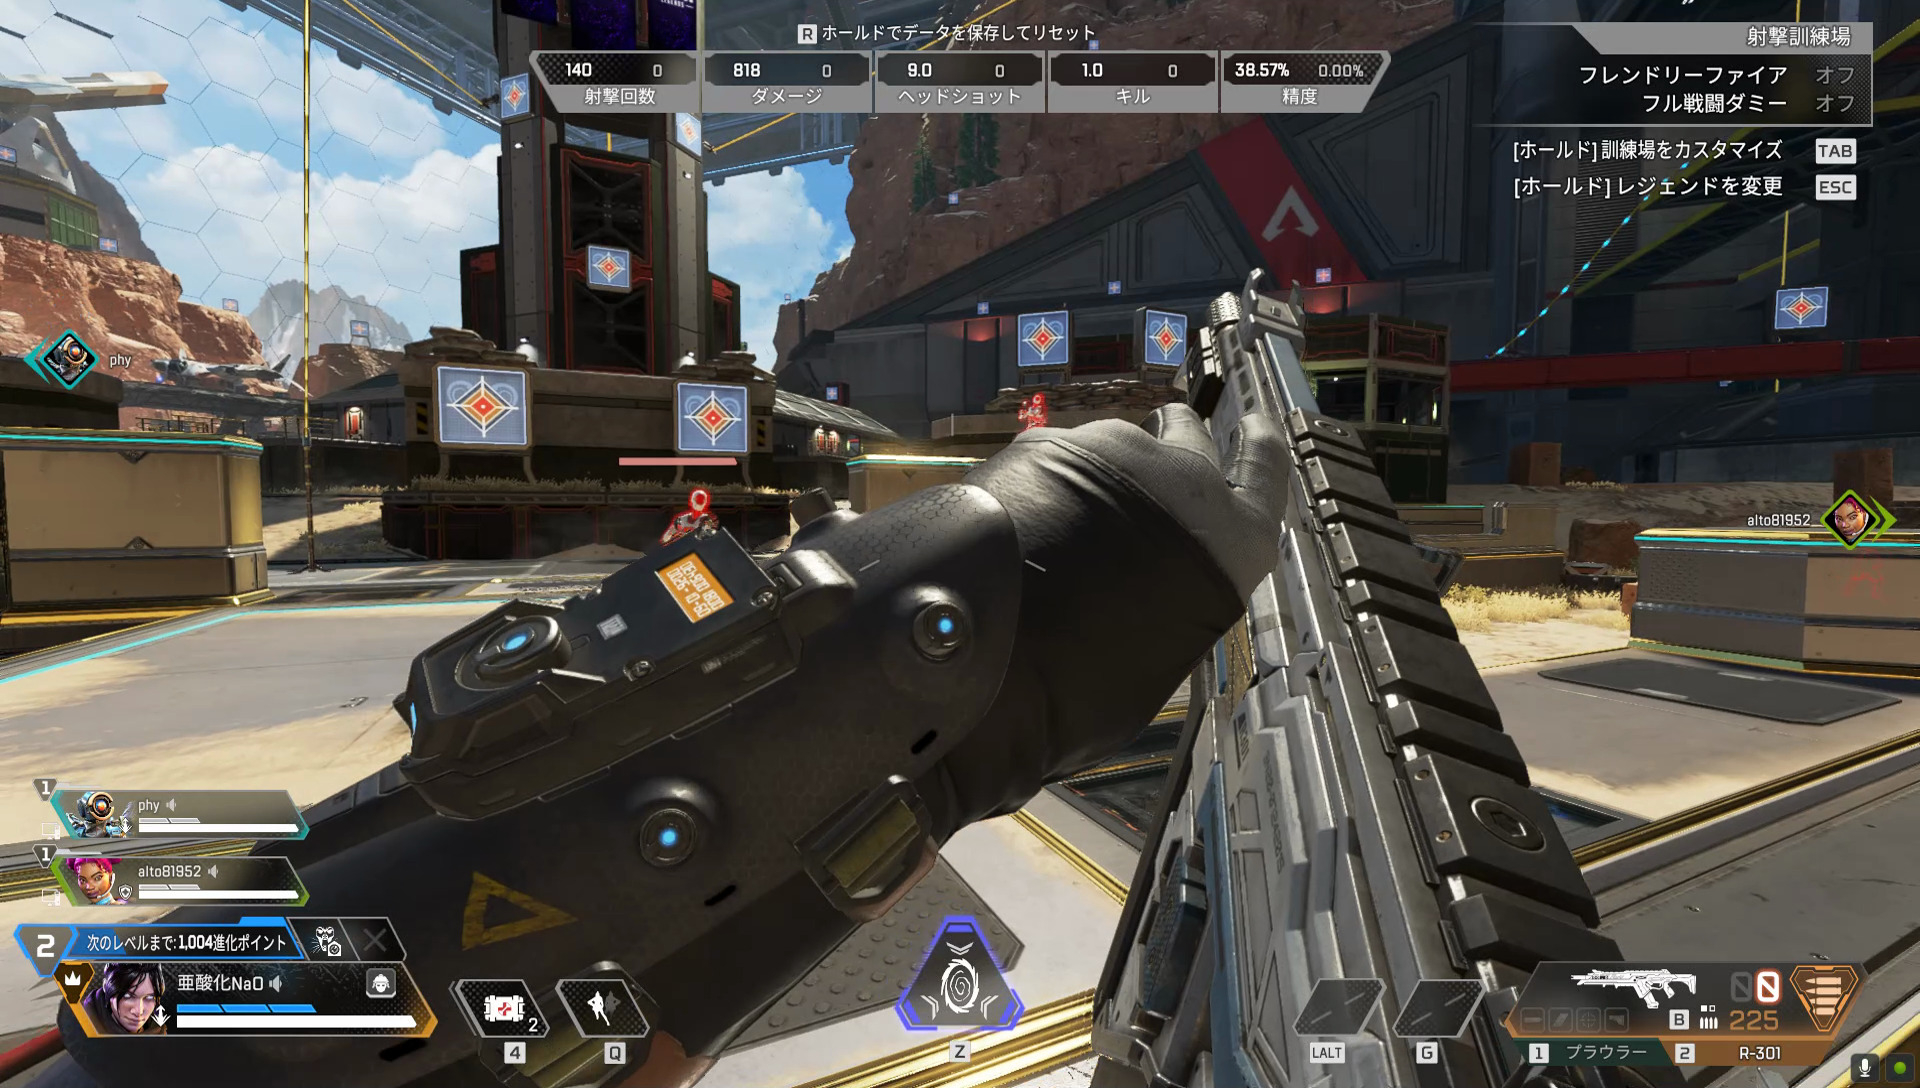 R ホールドでデータを保存してリセット
140 0
射撃回数
818 0
ダメージ
9.0 0
ヘッドショット
1.0 0
キル
38.57% 0.00%
精度
射撃訓練場
フレンドリーファイア オフ
フル戦闘ダミー オフ
[ホールド]訓練場をカスタマイズ TAB
[ホールド]レジェンドを変更 ESC
phy
alto81952
1
phy
1
alto81952
2
次のレベルまで:1,004進化ポイント
亜酸化NaO
2
4
Q
Z
LALT
G
00
B
225
1 プラウラー
2 R-301